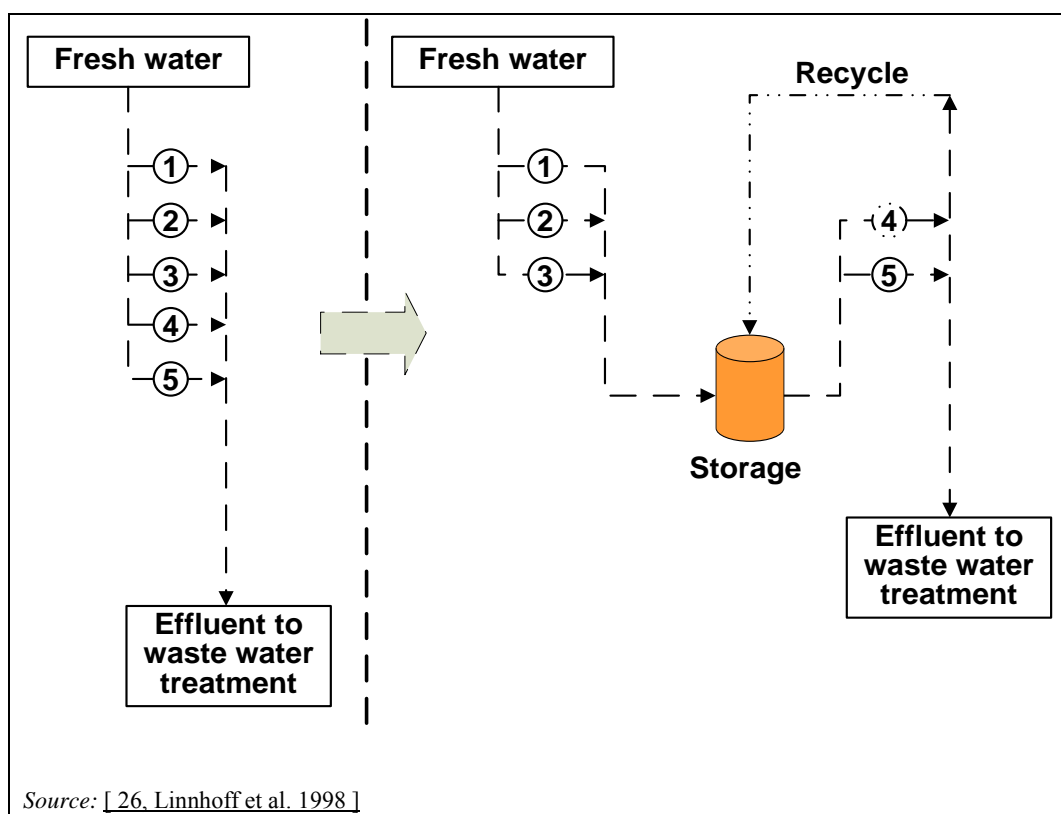 Fresh water
1
2
3
4
5
Effluent to
waste water
treatment
Fresh water
Recycle
1
2
3
4
5
Storage
Effluent to
waste water
treatment
Source: [ 26, Linnhoff et al. 1998 ]